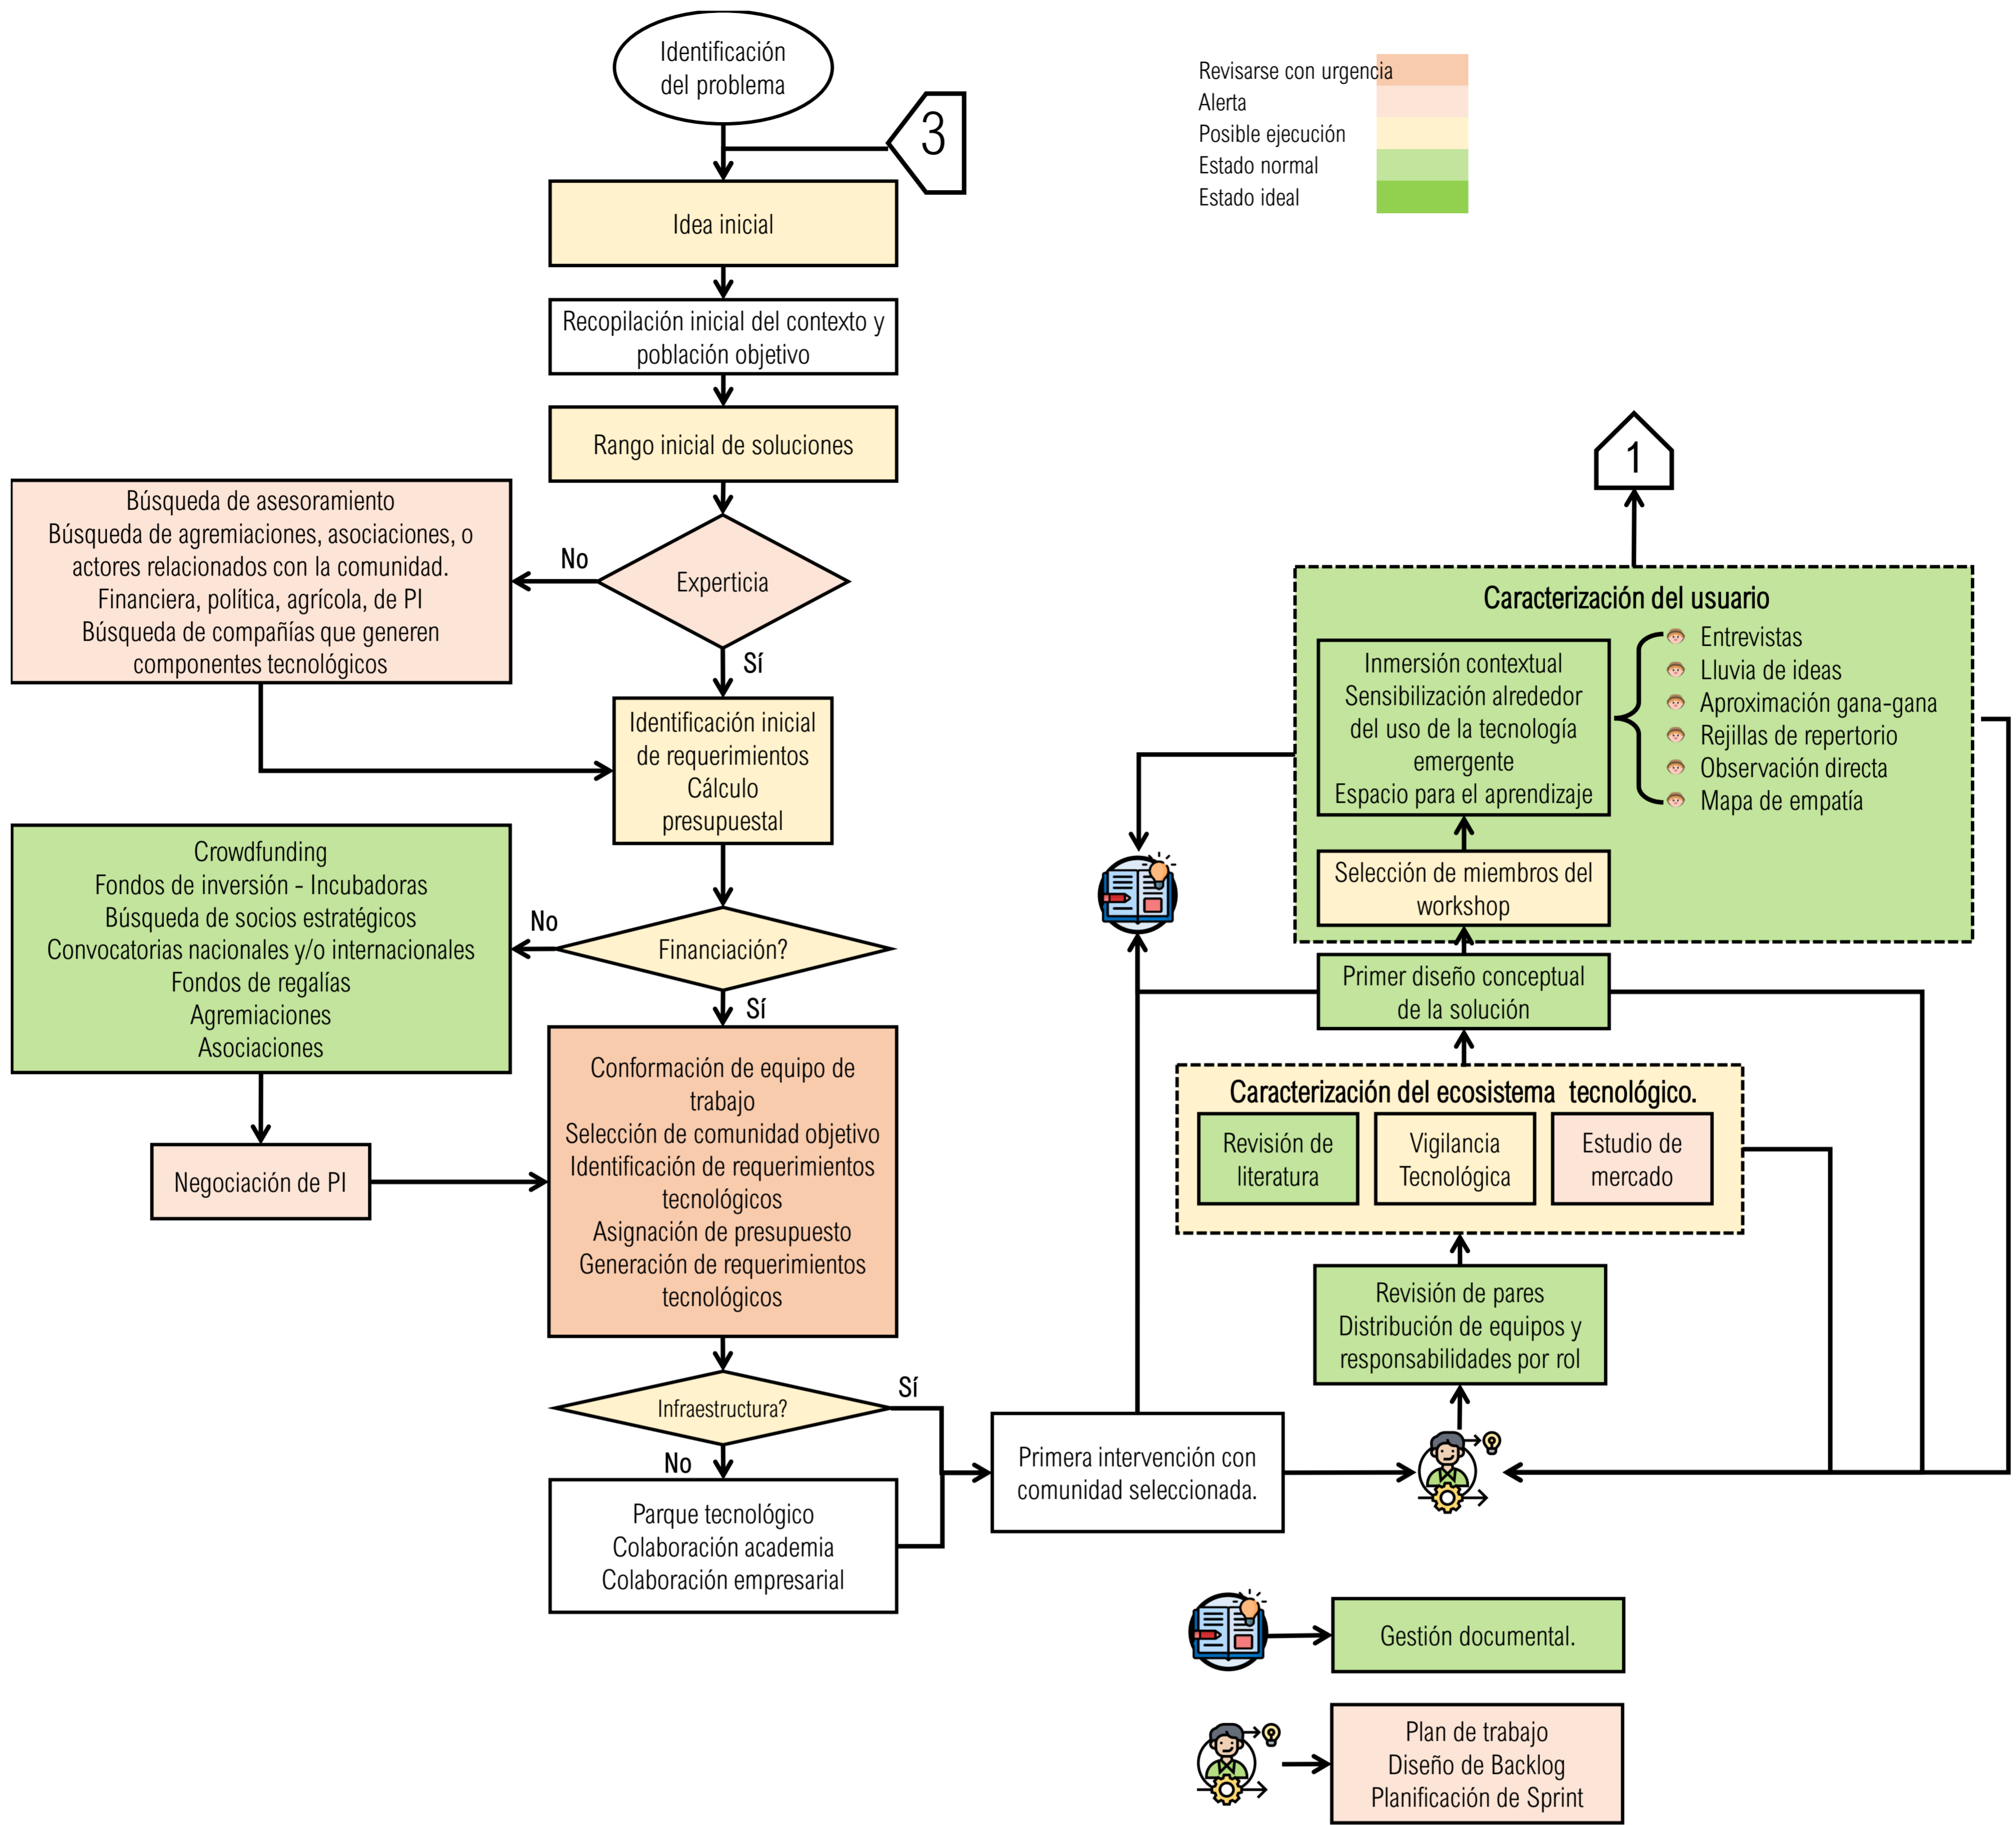 Identificación
del problema
3
Revisarse con urgencia
Alerta
Posible ejecución
Estado normal
Estado ideal
Idea inicial
Recopilación inicial del contexto y
población objetivo
Rango inicial de soluciones
Experticia
No
Sí
Búsqueda de asesoramiento
Búsqueda de agremiaciones, asociaciones, o
actores relacionados con la comunidad.
Financiera, política, agrícola, de PI
Búsqueda de compañías que generen
componentes tecnológicos
Identificación inicial
de requerimientos
Cálculo
presupuestal
Financiación?
No
Sí
Crowdfunding
Fondos de inversión - Incubadoras
Búsqueda de socios estratégicos
Convocatorias nacionales y/o internacionales
Fondos de regalías
Agremiaciones
Asociaciones
Negociación de PI
Conformación de equipo de
trabajo
Selección de comunidad objetivo
Identificación de requerimientos
tecnológicos
Asignación de presupuesto
Generación de requerimientos
tecnológicos
Infraestructura?
Sí
No
Parque tecnológico
Colaboración academia
Colaboración empresarial
Primera intervención con
comunidad seleccionada.
1
Caracterización del usuario
Inmersión contextual
Sensibilización alrededor
del uso de la tecnología
emergente
Espacio para el aprendizaje
Entrevistas
Lluvia de ideas
Aproximación gana-gana
Rejillas de repertorio
Observación directa
Mapa de empatía
Selección de miembros del
workshop
Primer diseño conceptual
de la solución
Caracterización del ecosistema tecnológico.
Revisión de
literatura
Vigilancia
Tecnológica
Estudio de
mercado
Revisión de pares
Distribución de equipos y
responsabilidades por rol
Gestión documental.
Plan de trabajo
Diseño de Backlog
Planificación de Sprint